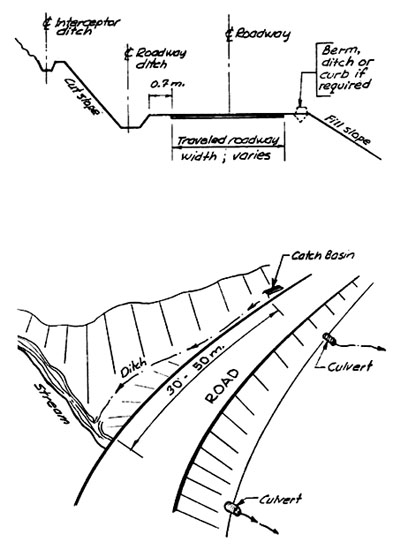 ℄ Interceptor
ditch
℄ Roadway
ditch
℄ Roadway
Berm,
ditch or
curb if
required
0.7 m.
Cut slope
Fill slope
Traveled roadway
width ; varies
Catch Basin
Ditch
30 - 50 m.
ROAD
Stream
Culvert
Culvert